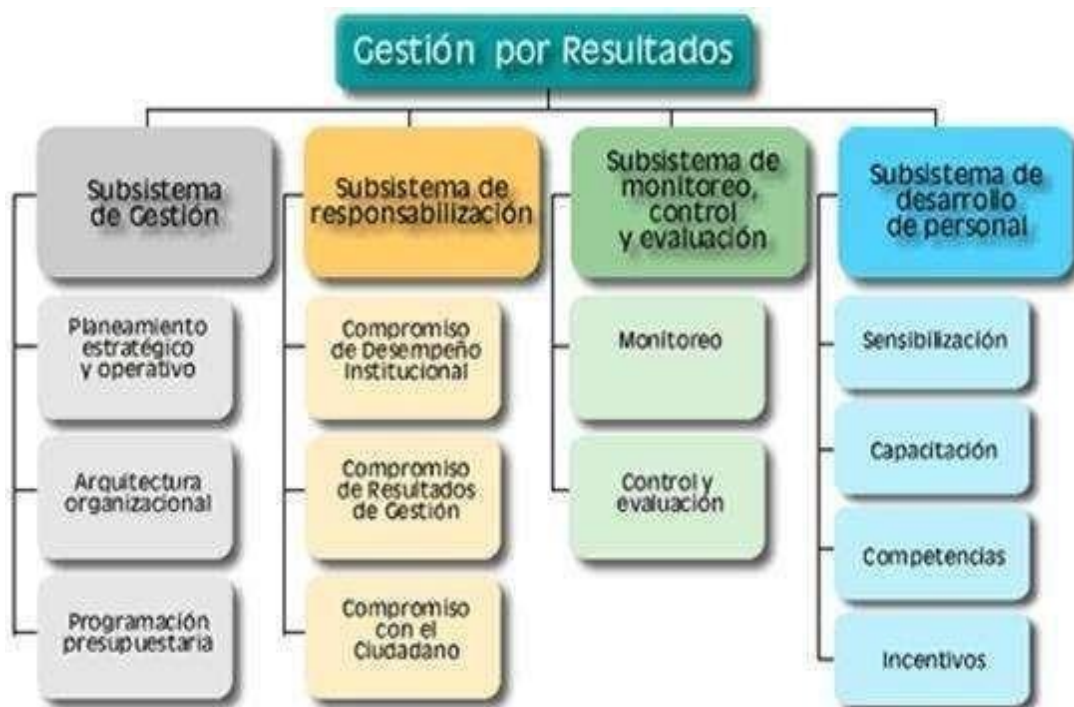 Gestión por Resultados
Subsistema
de Gestión
Planeamiento
estratégico
y operativo
Arquitectura
organizacional
Programación
presupuestaria
Subsistema de
responsabilización
Compromiso
de Desempeño
Institucional
Compromiso
de Resultados
de Gestión
Compromiso
con el
Ciudadano
Subsistema de
monitoreo,
control
y evaluación
Monitoreo
Control y
evaluación
Subsistema de
desarrollo
de personal
Sensibilización
Capacitación
Competencias
Incentivos